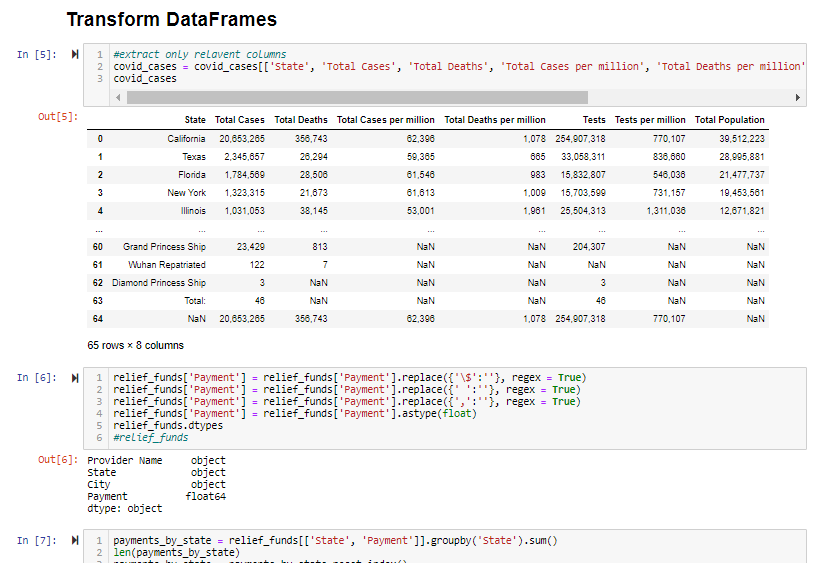 Transform DataFrames
In [5]:
1 #extract only relavent columns
2 covid_cases = covid_cases[['State', 'Total Cases', 'Total Deaths', 'Total Cases per million', 'Total Deaths per million'
3 covid_cases
Out[5]:
State Total Cases Total Deaths Total Cases per million Total Deaths per million Tests Tests per million Total Population
0 California 20,653,265 356,743 62,396 1,078 254,907,318 770,107 39,512,223
1 Texas 2,345,657 26,294 59,365 665 33,058,311 836,660 28,995,881
2 Florida 1,784,569 28,506 61,546 983 15,832,807 546,036 21,477,737
3 New York 1,323,315 21,673 61,613 1,009 15,703,599 731,157 19,453,561
4 Illinois 1,031,053 38,145 53,001 1,961 25,504,313 1,311,036 12,671,821
... ... ... ... ... ... ... ... ...
60 Grand Princess Ship 23,429 813 NaN NaN 204,307 NaN NaN
61 Wuhan Repatriated 122 7 NaN NaN NaN NaN NaN
62 Diamond Princess Ship 3 NaN NaN NaN 3 NaN NaN
63 Total: 46 NaN NaN NaN 46 NaN NaN
64 NaN 20,653,265 356,743 62,396 1,078 254,907,318 770,107 NaN
65 rows × 8 columns
In [6]:
1 relief_funds['Payment'] = relief_funds['Payment'].replace({'\$':''}, regex = True)
2 relief_funds['Payment'] = relief_funds['Payment'].replace({' ':''}, regex = True)
3 relief_funds['Payment'] = relief_funds['Payment'].replace({',':''}, regex = True)
4 relief_funds['Payment'] = relief_funds['Payment'].astype(float)
5 relief_funds.dtypes
6 #relief_funds
Out[6]:
Provider Name object
State object
City object
Payment float64
dtype: object
In [7]:
1 payments_by_state = relief_funds[['State', 'Payment']].groupby('State').sum()
2 len(payments_by_state)